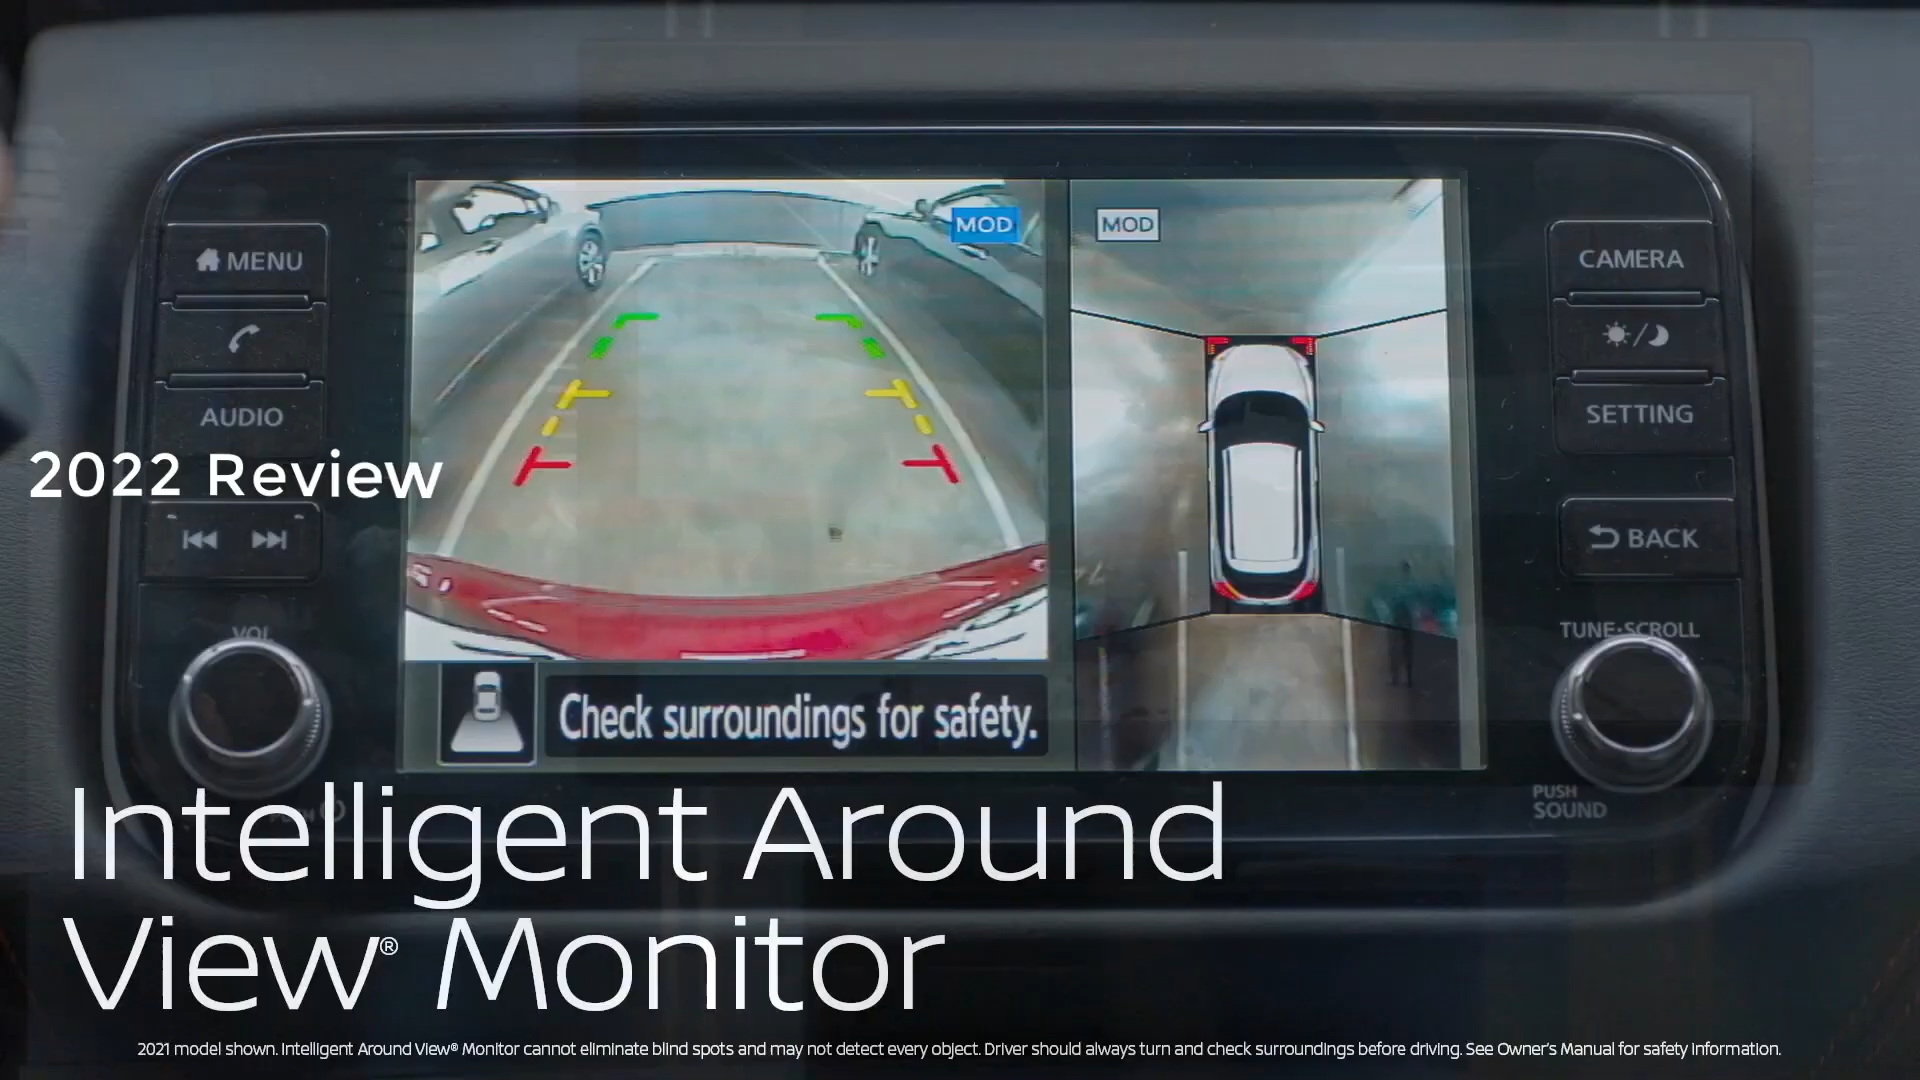 MOD
MOD
MENU
CAMERA
AUDIO
SETTING
2022 Review
BACK
VOL
TUNE·SCROLL
Check surroundings for safety.
PUSH
SOUND
Intelligent Around
View® Monitor
2021 model shown. Intelligent Around View® Monitor cannot eliminate blind spots and may not detect every object. Driver should always turn and check surroundings before driving. See Owner's Manual for safety information.